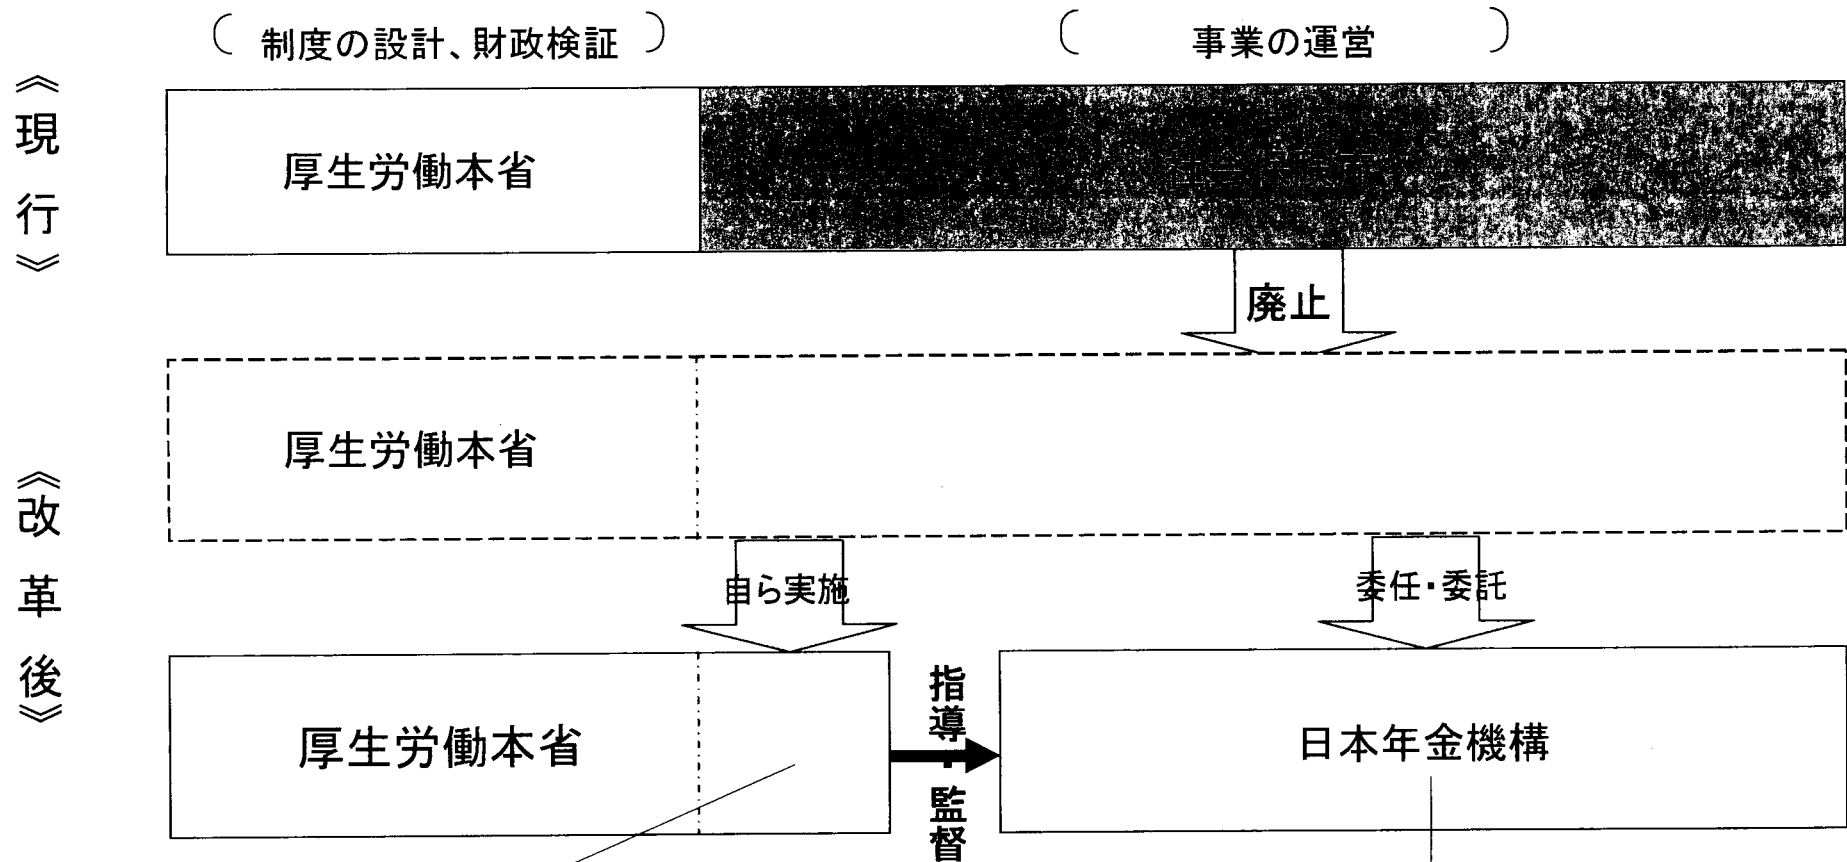 ( 制度の設計、財政検証 )
( 事業の運営 )
《現行》
厚生労働本省
廃止
《改革後》
厚生労働本省
自ら実施
委任・委託
厚生労働本省
指導・監督
日本年金機構